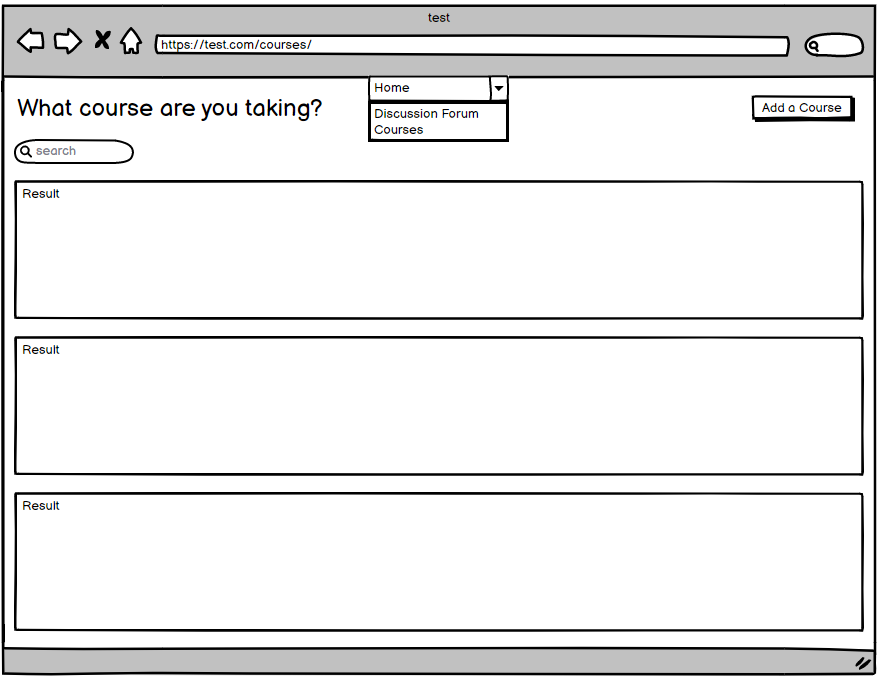 test
https://test.com/courses/
Home
What course are you taking?
Add a Course
Discussion Forum
Courses
search
Result
Result
Result